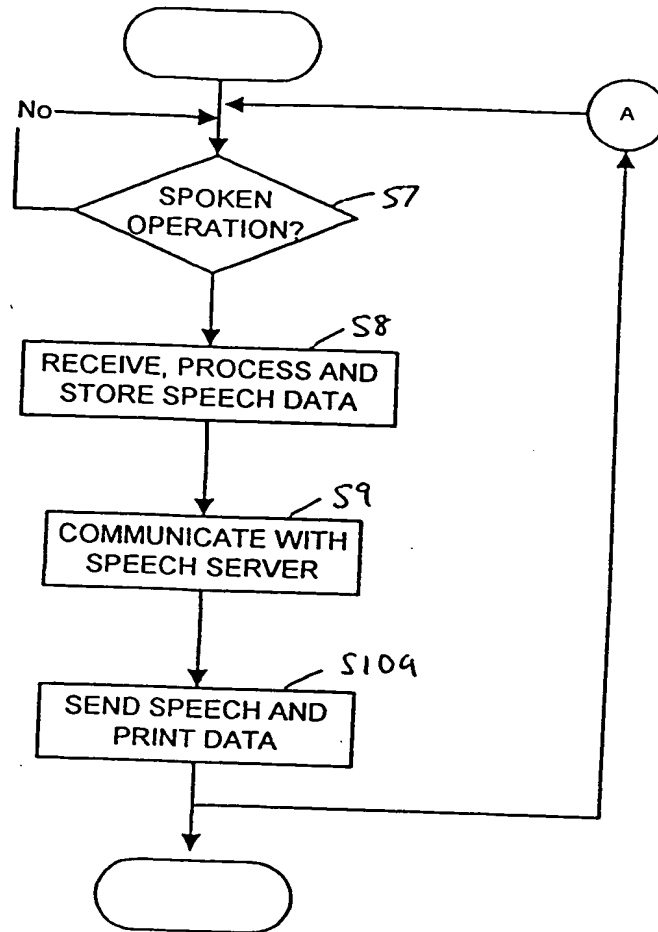 No
A
SPOKEN
OPERATION?
S7
S8
RECEIVE, PROCESS AND
STORE SPEECH DATA
S9
COMMUNICATE WITH
SPEECH SERVER
S10a
SEND SPEECH AND
PRINT DATA